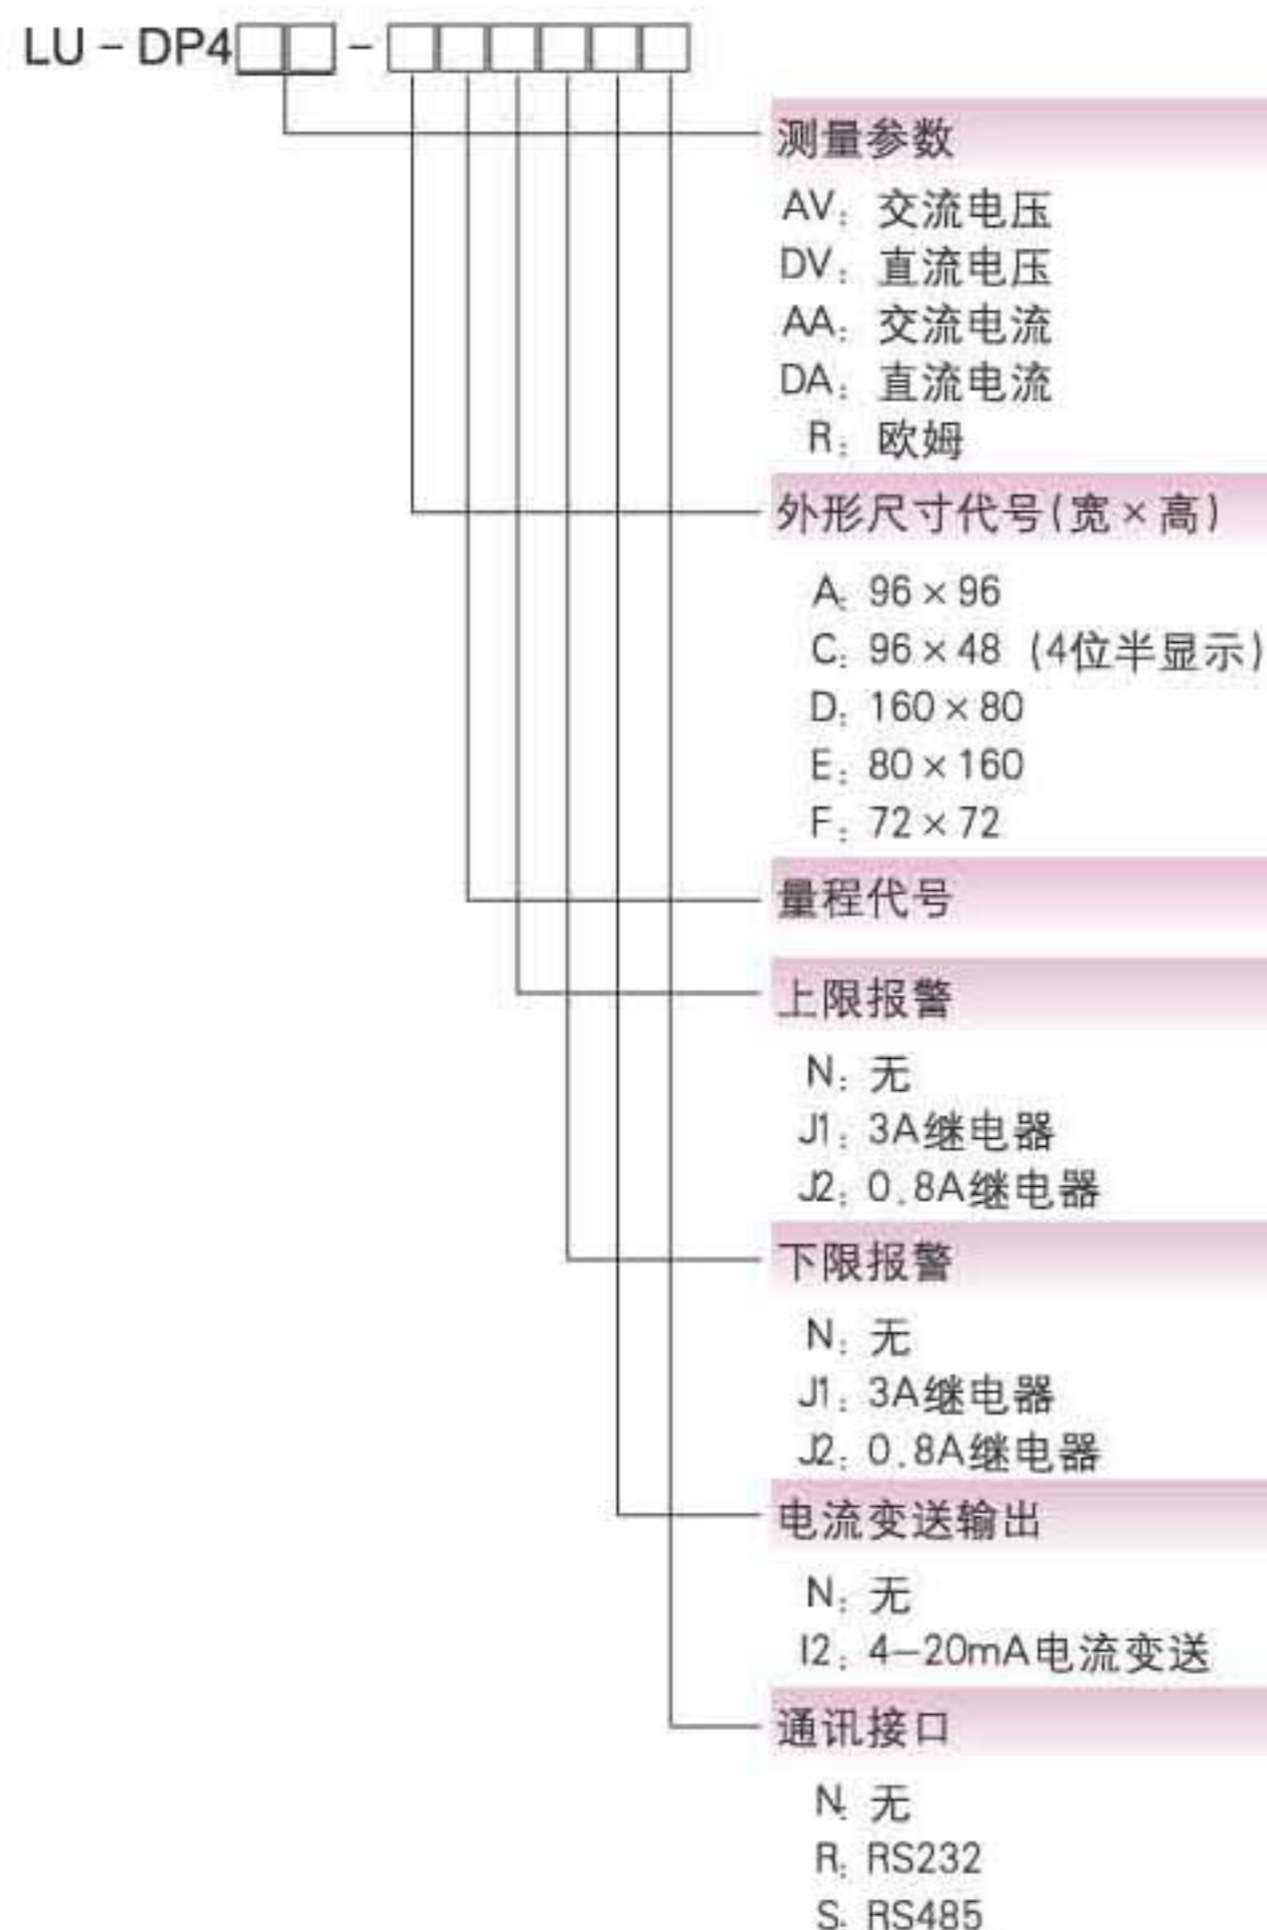 LU - DP4□□ - □□□□□□
测量参数
AV: 交流电压
DV: 直流电压
AA: 交流电流
DA: 直流电流
R: 欧姆
外形尺寸代号(宽×高)
A: 96×96
C: 96×48 (4位半显示)
D: 160×80
E: 80×160
F: 72×72
量程代号
上限报警
N: 无
J1: 3A继电器
J2: 0.8A继电器
下限报警
N: 无
J1: 3A继电器
J2: 0.8A继电器
电流变送输出
N: 无
I2: 4-20mA电流变送
通讯接口
N: 无
R: RS232
S: RS485